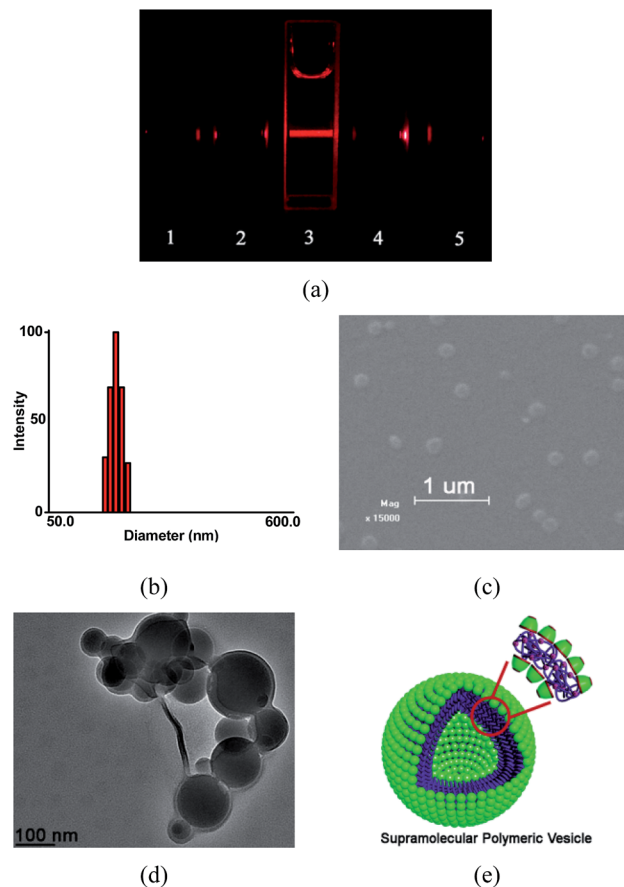 1 2 3 4 5
(a)
100
50
0
Intensity
50.0 600.0
Diameter (nm)
(b)
1 um
Mag
x 15000
(c)
100 nm
(d)
Supramolecular Polymeric Vesicle
(e)